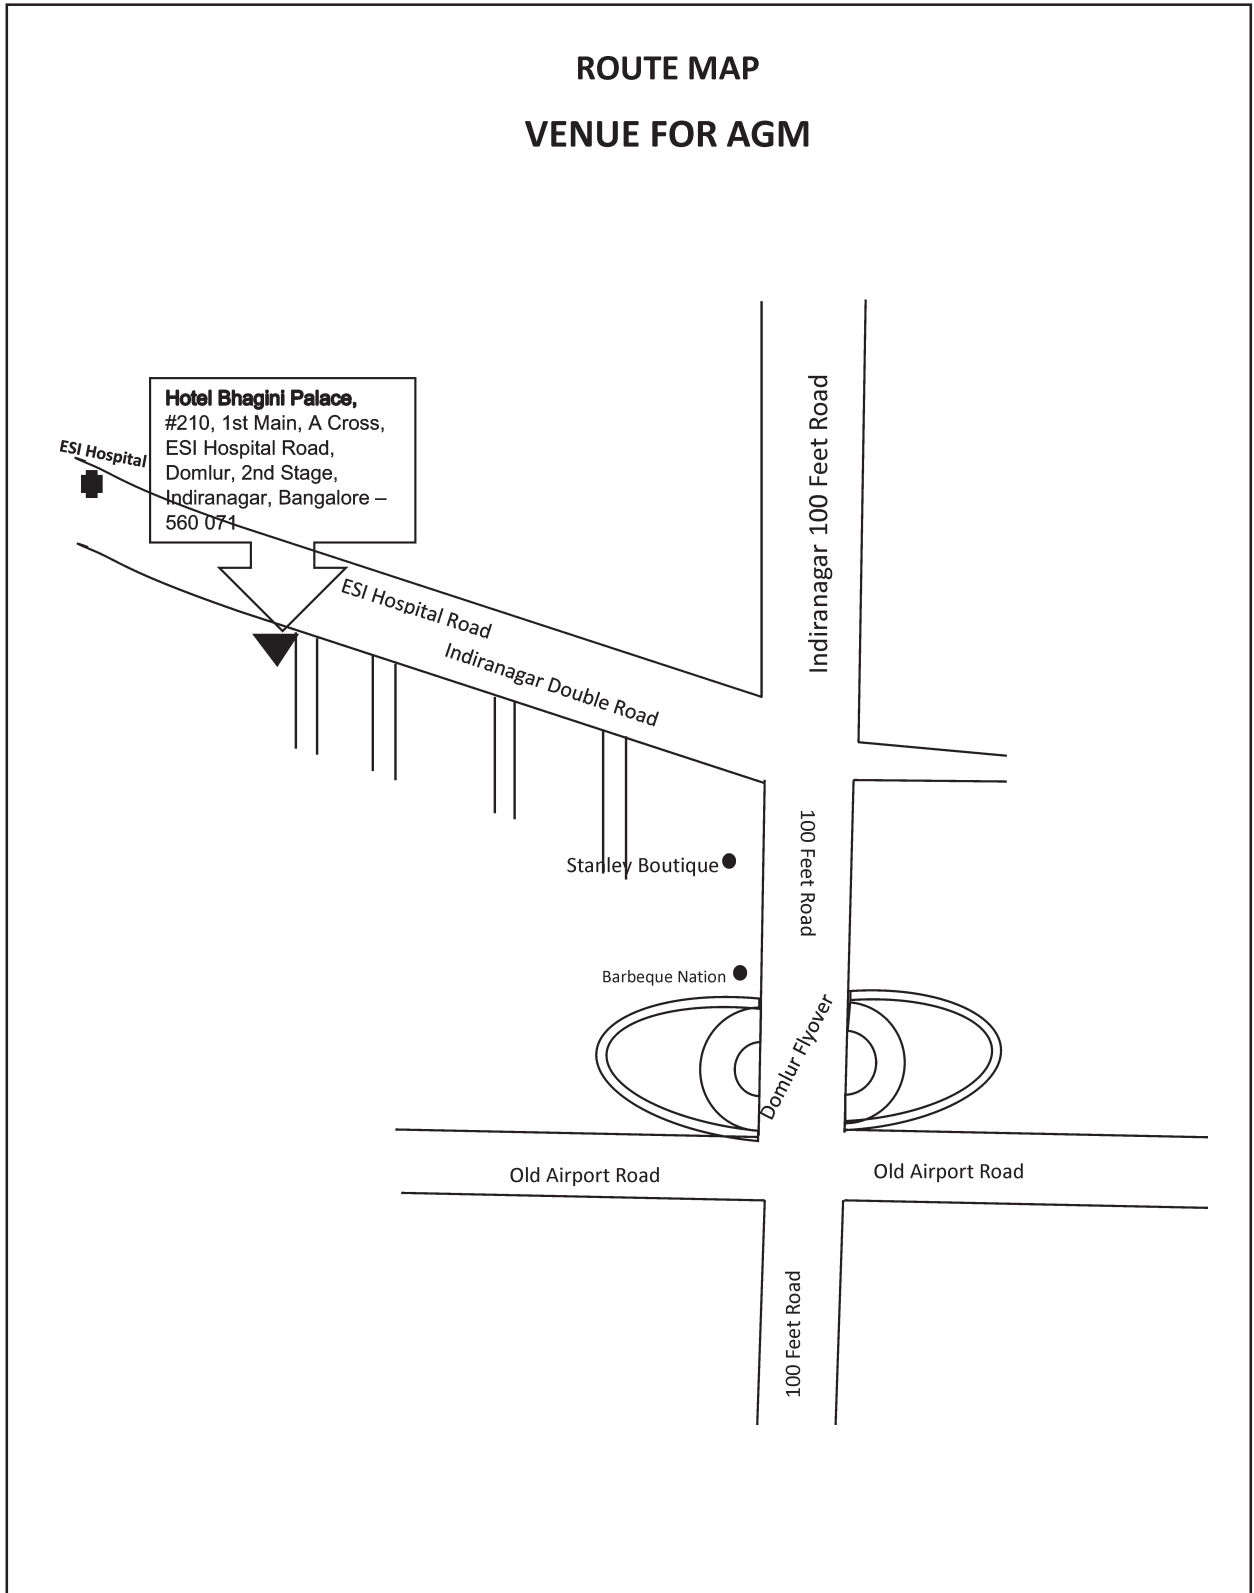 ROUTE MAP
VENUE FOR AGM
Hotel Bhagini Palace,
#210, 1st Main, A Cross,
ESI Hospital Road,
Domlur, 2nd Stage,
Indiranagar, Bangalore –
560 071
ESI Hospital
Indiranagar 100 Feet Road
ESI Hospital Road
Indiranagar Double Road
100 Feet Road
Stanley Boutique
Barbeque Nation
Domlur Flyover
Old Airport Road
Old Airport Road
100 Feet Road